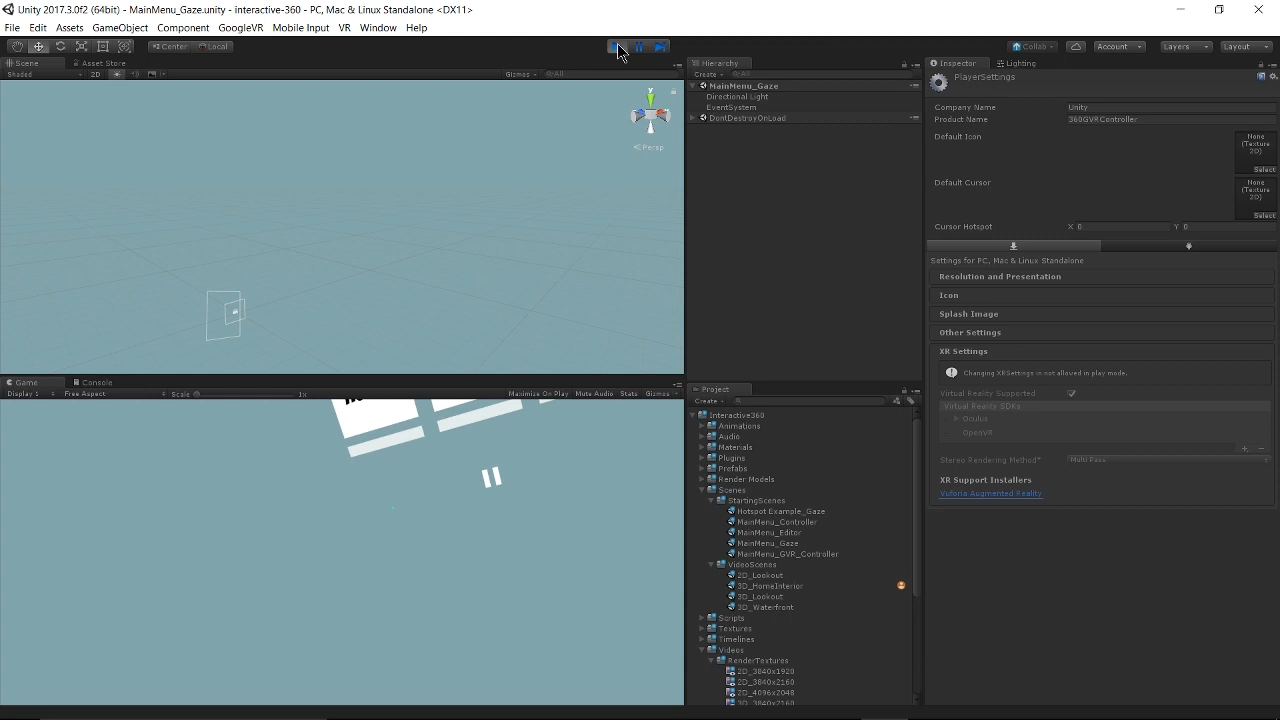 Unity 2017.3.0f2 (64bit) - MainMenu_Gaze.unity - interactive-360 - PC, Mac & Linux Standalone <DX11>
File Edit Assets GameObject Component GoogleVR Mobile Input VR Window Help
Center Local Collab Account Layers Layout
Scene Asset Store
Shaded 2D Gizmos All
y
x
Persp
Game Console
Display 1 Free Aspect Scale 1x Maximize On Play Mute Audio Stats Gizmos
Hierarchy
Create All
MainMenu_Gaze
Directional Light
EventSystem
DontDestroyOnLoad
Project
Create
Interactive360
Animations
Audio
Materials
Plugins
Prefabs
Render Models
Scenes
StartingScenes
Hotspot Example_Gaze
MainMenu_Controller
MainMenu_Editor
MainMenu_Gaze
MainMenu_GVR_Controller
VideoScenes
2D_Lookout
3D_HomeInterior
3D_Lookout
3D_Waterfront
Scripts
Textures
Timelines
Videos
RenderTextures
2D_3840x1920
2D_3840x2160
2D_4096x2048
3D_3840x2160
Inspector Lighting
PlayerSettings
Company Name Unity
Product Name 360GVRController
Default Icon None (Texture 2D) Select
Default Cursor None (Texture 2D) Select
Cursor Hotspot X 0 Y 0
Settings for PC, Mac & Linux Standalone
Resolution and Presentation
Icon
Splash Image
Other Settings
XR Settings
Changing XRSettings in not allowed in play mode.
Virtual Reality Supported
Virtual Reality SDKs
Oculus
OpenVR
Stereo Rendering Method* Multi Pass
XR Support Installers
Vuforia Augmented Reality